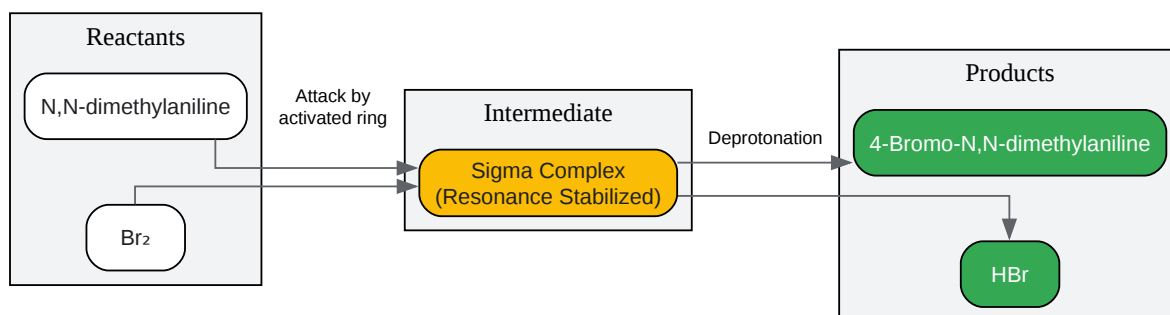 Reactants
N,N-dimethylaniline
Br₂
Attack by
activated ring
Intermediate
Sigma Complex
(Resonance Stabilized)
Deprotonation
Products
4-Bromo-N,N-dimethylaniline
HBr